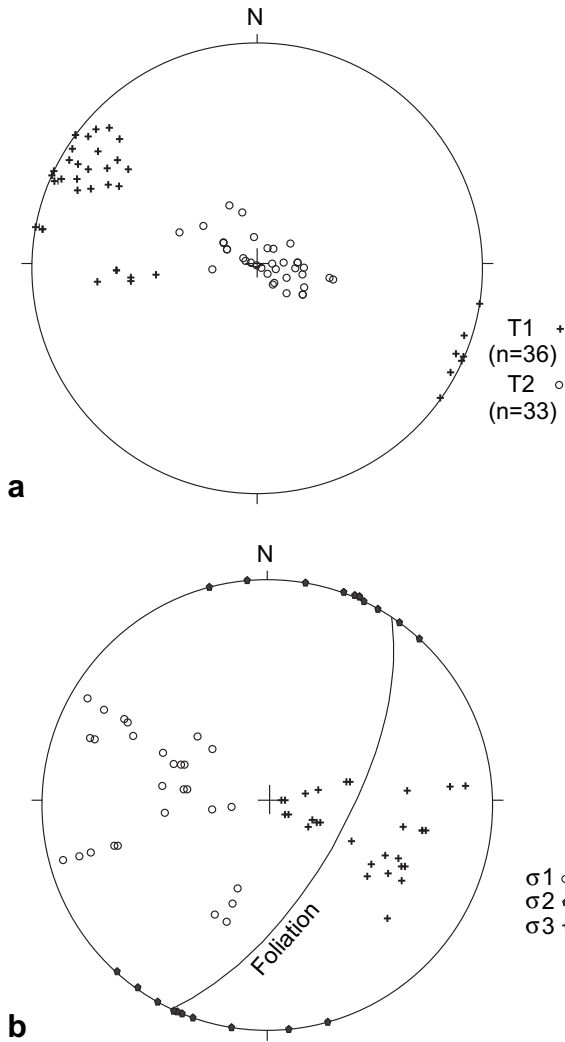 N
T1 +
(n=36)
T2 ○
(n=33)
a
N
Foliation
σ1
σ2
σ3
b